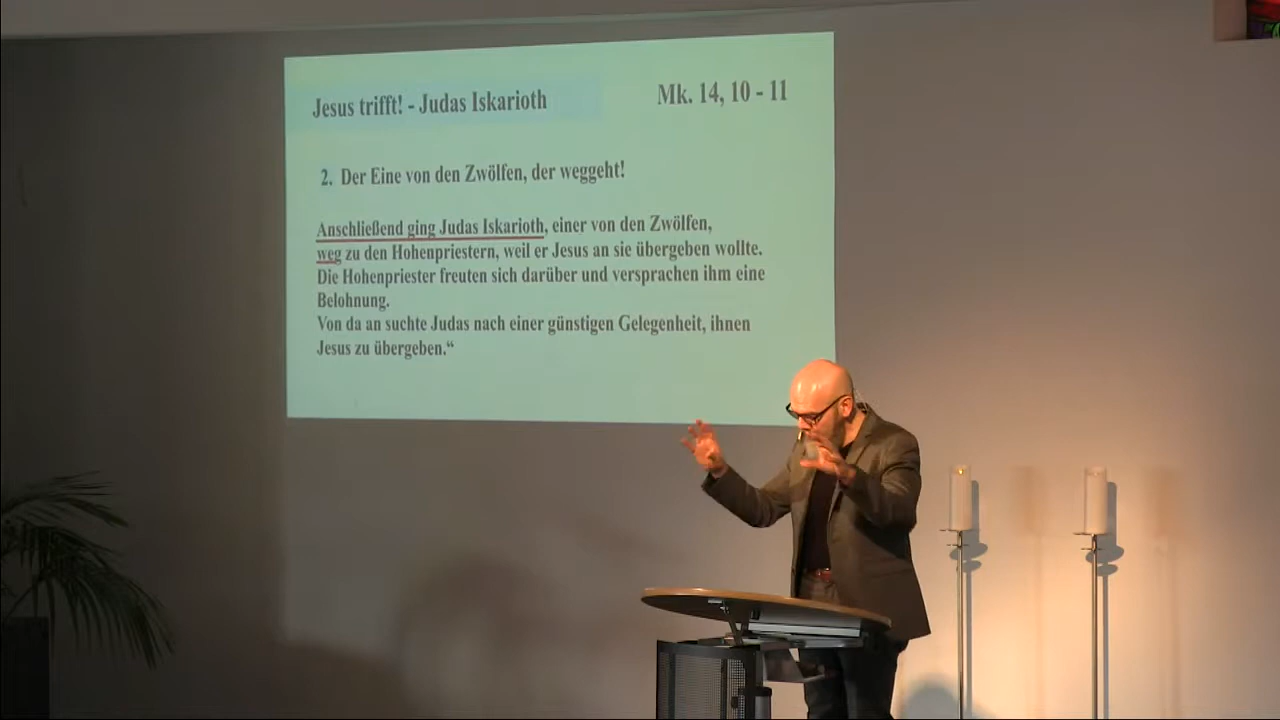 Jesus trifft! - Judas Iskarioth
Mk. 14, 10 - 11
2. Der Eine von den Zwölfen, der weggeht!
Anschließend ging Judas Iskarioth, einer von den Zwölfen,
weg zu den Hohenpriestern, weil er Jesus an sie übergeben wollte.
Die Hohenpriester freuten sich darüber und versprachen ihm eine
Belohnung.
Von da an suchte Judas nach einer günstigen Gelegenheit, ihnen
Jesus zu übergeben.“